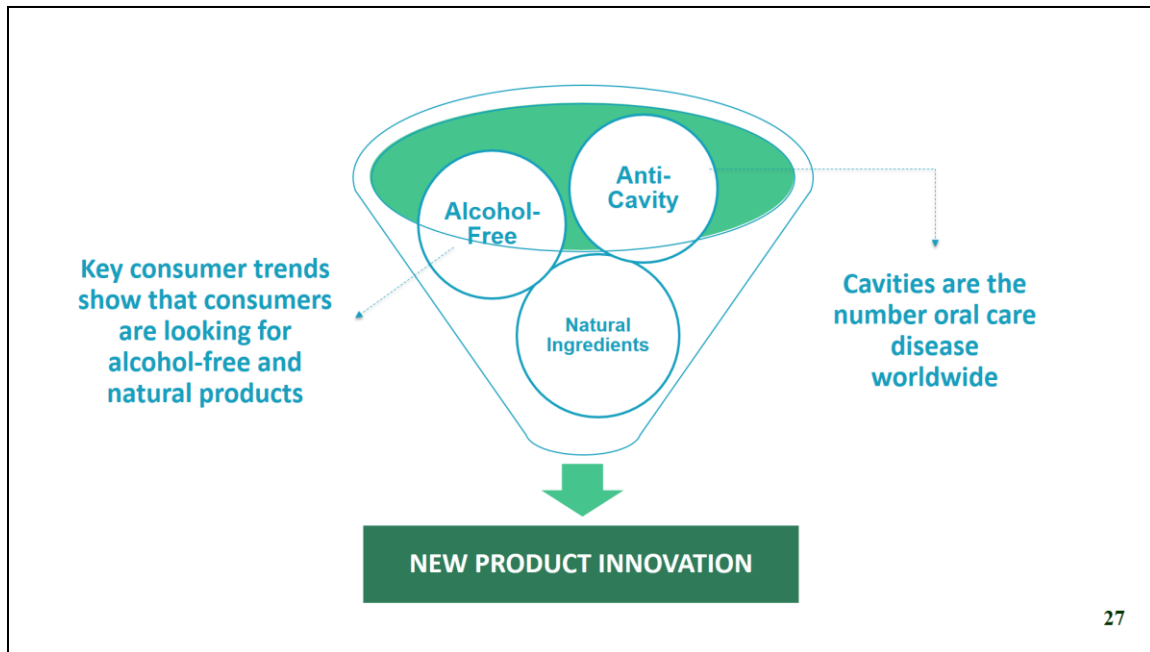 Anti-
Cavity
Alcohol-
Free
Natural
Ingredients
Key consumer trends
show that consumers
are looking for
alcohol-free and
natural products
Cavities are the
number oral care
disease
worldwide
NEW PRODUCT INNOVATION
27